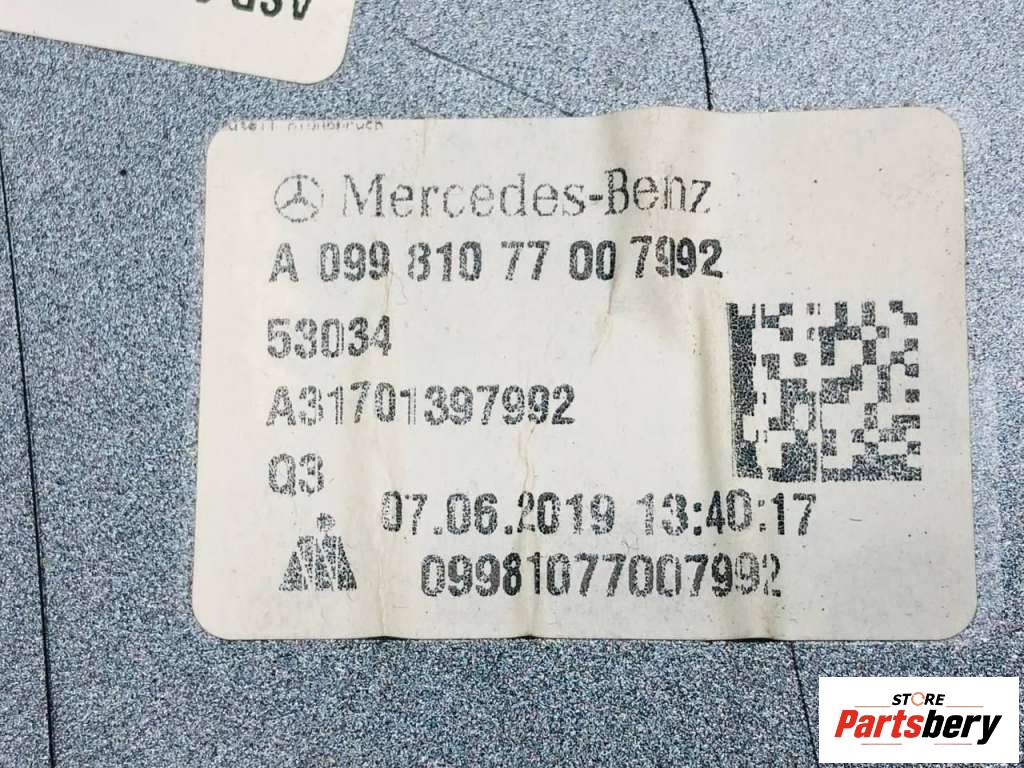 Mercedes-Benz
A 099 810 77 00 7992
53034
A31701397992
Q3
07.06.2019 13:40:17
09981077007992
STORE
Partsbery